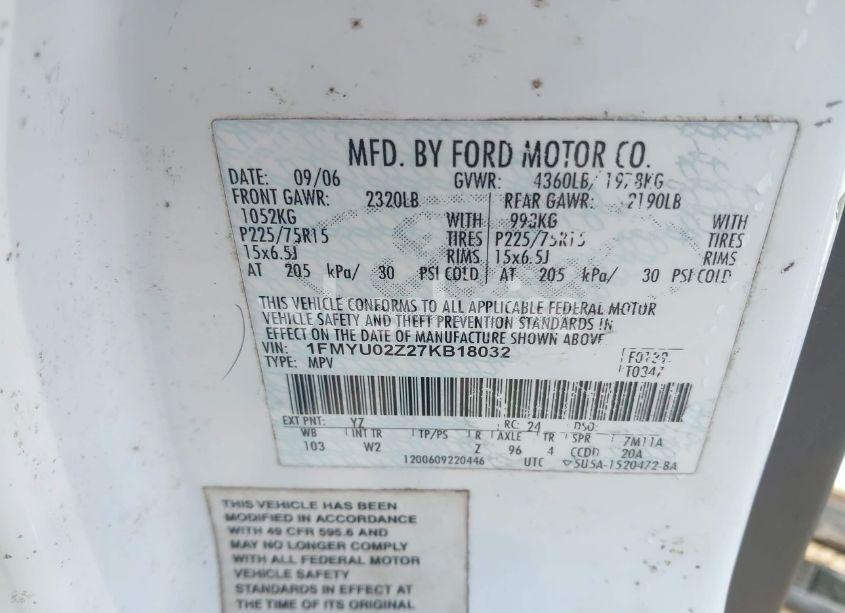 MFD. BY FORD MOTOR CO.
DATE: 09/06 GVWR: 4360LB/ 1978KG
FRONT GAWR: 2320LB REAR GAWR: 2190LB
1052KG WITH 993KG WITH
P225/75R15 TIRES P225/75R15 TIRES
15x6.5J RIMS 15x6.5J RIMS
AT 205 kPa/ 30 PSI COLD AT 205 kPa/ 30 PSI COLD
THIS VEHICLE CONFORMS TO ALL APPLICABLE FEDERAL MOTOR
VEHICLE SAFETY AND THEFT PREVENTION STANDARDS IN
EFFECT ON THE DATE OF MANUFACTURE SHOWN ABOVE.
VIN: 1FMYU02Z27KB18032 F0139
TYPE: MPV T0347
EXT PNT: YZ RC: 24 DSO:
WB INT TR TP/PS R AXLE TR SPR 7M11A
103 W2 Z 96 4 CCDD 20A
1200609220446 UTC ▽5U5A-1520472-BA
THIS VEHICLE HAS BEEN
MODIFIED IN ACCORDANCE
WITH 49 CFR 595.6 AND
MAY NO LONGER COMPLY
WITH ALL FEDERAL MOTOR
VEHICLE SAFETY
STANDARDS IN EFFECT AT
THE TIME OF ITS ORIGINAL